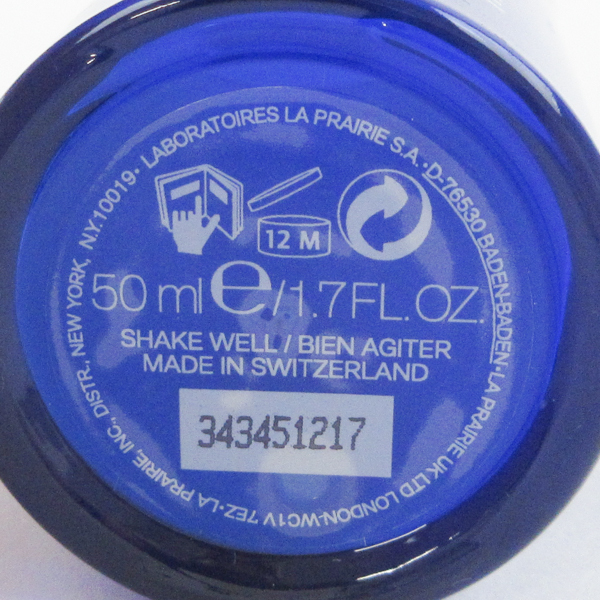 LABORATOIRES LA PRAIRIE S.A.•D-76530 BADEN-BADEN•LA PRAIRIE UK LTD LONDON-WC1V 7EZ•LA PRAIRIE, INC, DISTR., NEW YORK, N.Y.10019•
12 M
50 ml e/1.7FL.OZ.
SHAKE WELL / BIEN AGITER
MADE IN SWITZERLAND
343451217